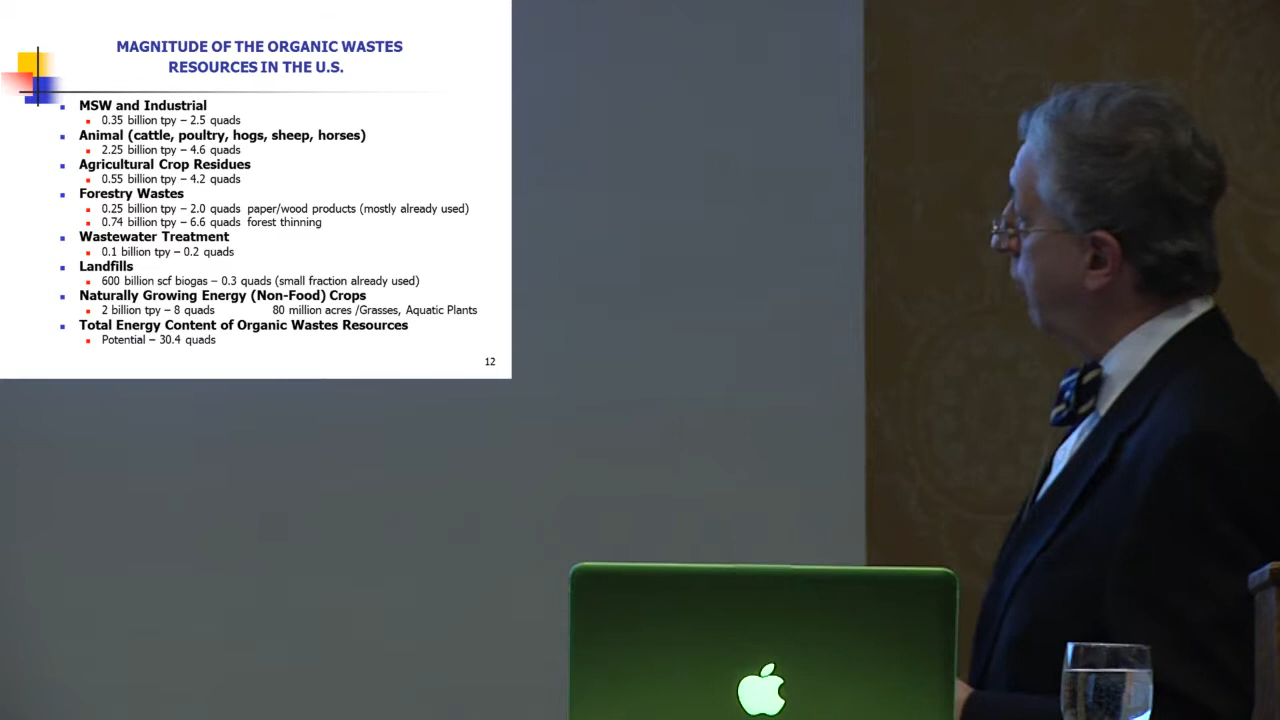 MAGNITUDE OF THE ORGANIC WASTES
RESOURCES IN THE U.S.
MSW and Industrial
0.35 billion tpy – 2.5 quads
Animal (cattle, poultry, hogs, sheep, horses)
2.25 billion tpy – 4.6 quads
Agricultural Crop Residues
0.55 billion tpy – 4.2 quads
Forestry Wastes
0.25 billion tpy – 2.0 quads paper/wood products (mostly already used)
0.74 billion tpy – 6.6 quads forest thinning
Wastewater Treatment
0.1 billion tpy – 0.2 quads
Landfills
600 billion scf biogas – 0.3 quads (small fraction already used)
Naturally Growing Energy (Non-Food) Crops
2 billion tpy – 8 quads 80 million acres /Grasses, Aquatic Plants
Total Energy Content of Organic Wastes Resources
Potential – 30.4 quads
12